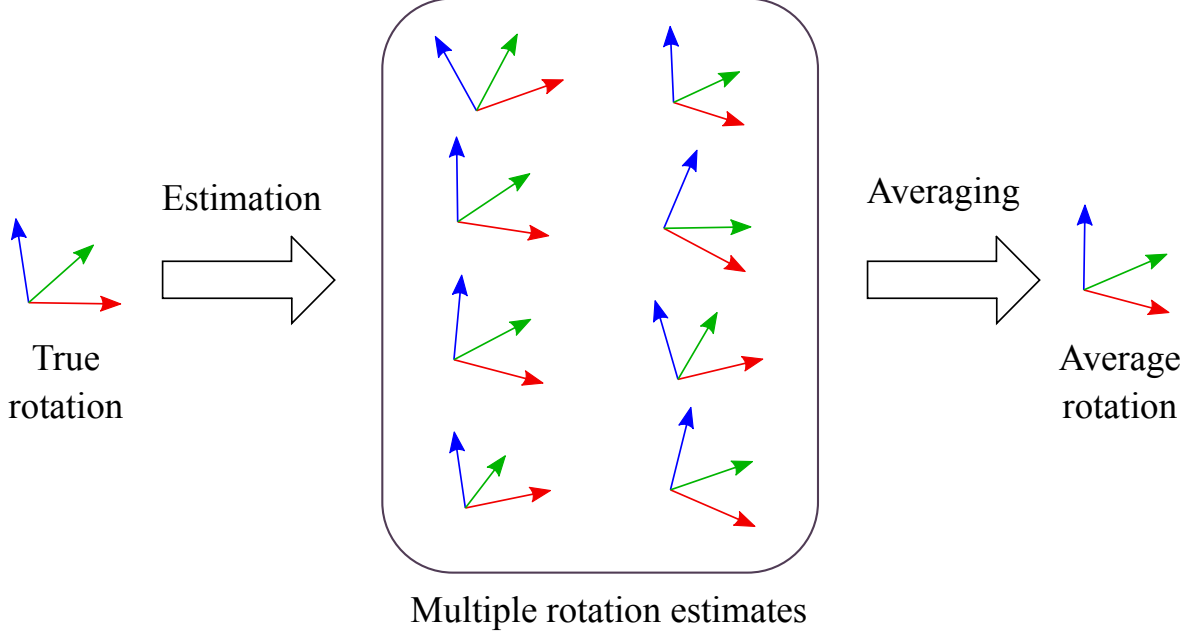 Estimation
Averaging
True
rotation
Average
rotation
Multiple rotation estimates